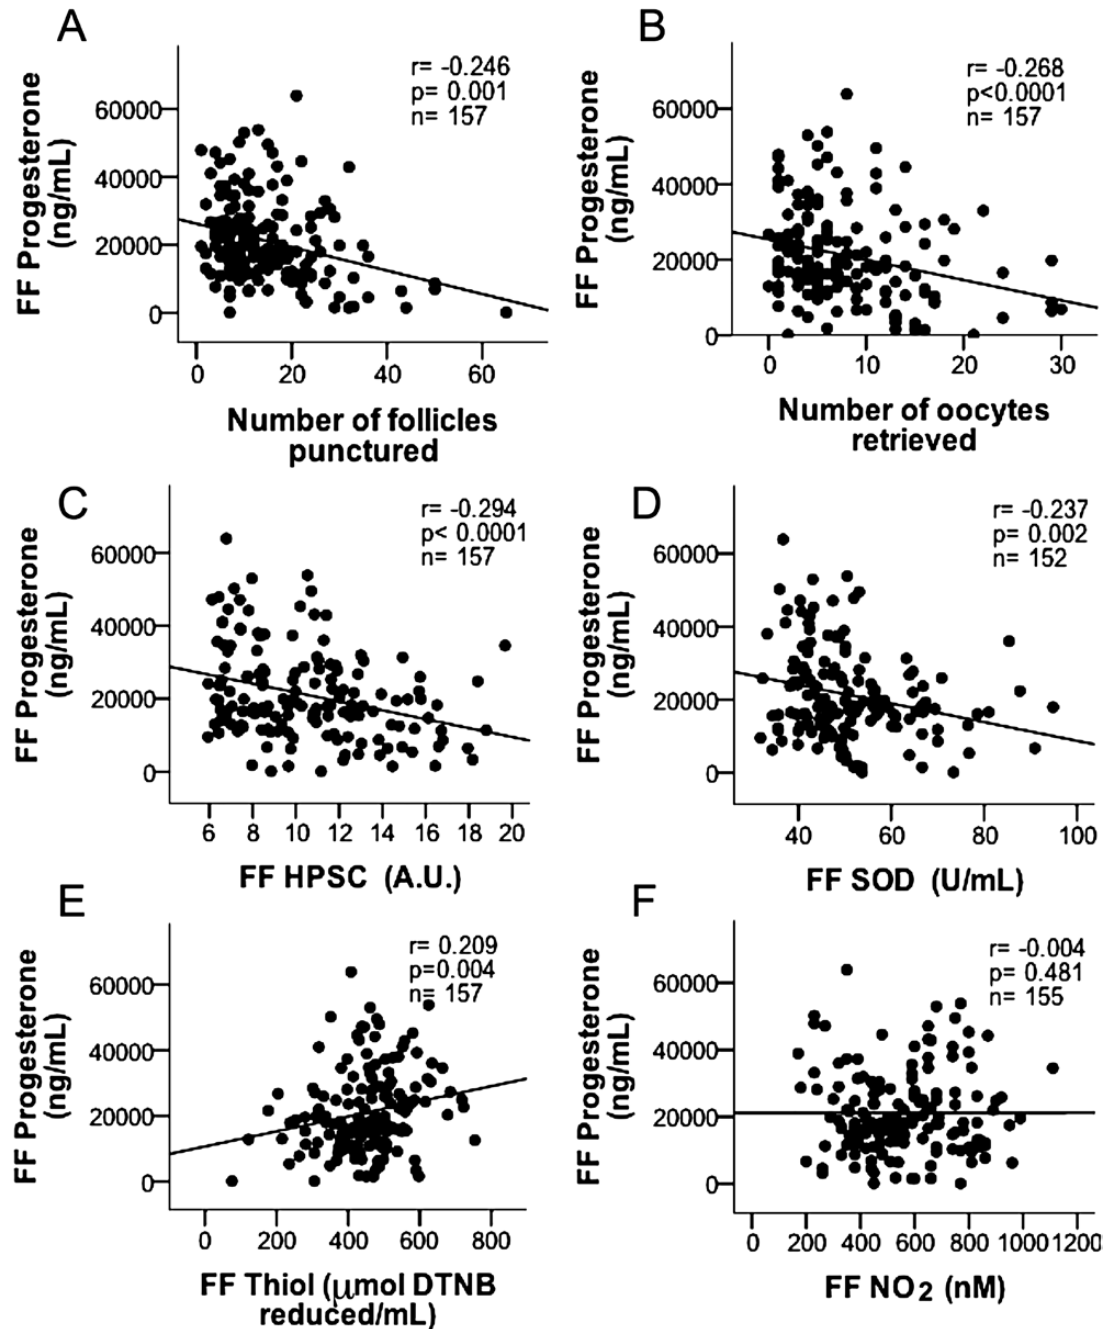 A
r= -0.246
p= 0.001
n= 157
FF Progesterone
(ng/mL)
60000
40000
20000
0
0 20 40 60
Number of follicles
punctured
B
r= -0.268
p<0.0001
n= 157
FF Progesterone
(ng/mL)
60000
40000
20000
0
0 10 20 30
Number of oocytes
retrieved
C
r= -0.294
p< 0.0001
n= 157
FF Progesterone
(ng/mL)
60000
40000
20000
0
6 8 10 12 14 16 18 20
FF HPSC (A.U.)
D
r= -0.237
p= 0.002
n= 152
FF Progesterone
(ng/mL)
60000
40000
20000
0
40 60 80 100
FF SOD (U/mL)
E
r= 0.209
p=0.004
n= 157
FF Progesterone
(ng/mL)
60000
40000
20000
0
0 200 400 600 800
FF Thiol (μmol DTNB
reduced/mL)
F
r= -0.004
p= 0.481
n= 155
FF Progesterone
(ng/mL)
60000
40000
20000
0
0 200 400 600 800 1000 1200
FF NO2 (nM)